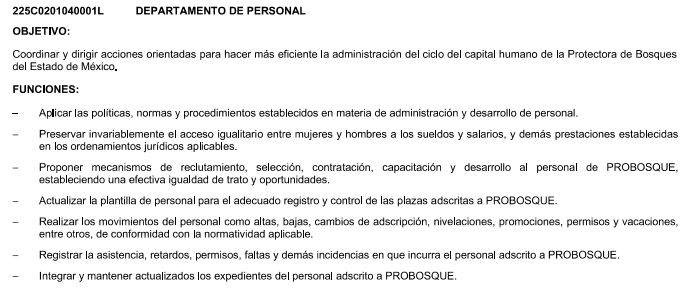 225C0201040001L DEPARTAMENTO DE PERSONAL
OBJETIVO:
Coordinar y dirigir acciones orientadas para hacer más eficiente la administración del ciclo del capital humano de la Protectora de Bosques
del Estado de México.
FUNCIONES:
– Aplicar las políticas, normas y procedimientos establecidos en materia de administración y desarrollo de personal.
– Preservar invariablemente el acceso igualitario entre mujeres y hombres a los sueldos y salarios, y demás prestaciones establecidas
en los ordenamientos jurídicos aplicables.
– Proponer mecanismos de reclutamiento, selección, contratación, capacitación y desarrollo al personal de PROBOSQUE,
estableciendo una efectiva igualdad de trato y oportunidades.
– Actualizar la plantilla de personal para el adecuado registro y control de las plazas adscritas a PROBOSQUE.
– Realizar los movimientos del personal como altas, bajas, cambios de adscripción, nivelaciones, promociones, permisos y vacaciones,
entre otros, de conformidad con la normatividad aplicable.
– Registrar la asistencia, retardos, permisos, faltas y demás incidencias en que incurra el personal adscrito a PROBOSQUE.
– Integrar y mantener actualizados los expedientes del personal adscrito a PROBOSQUE.